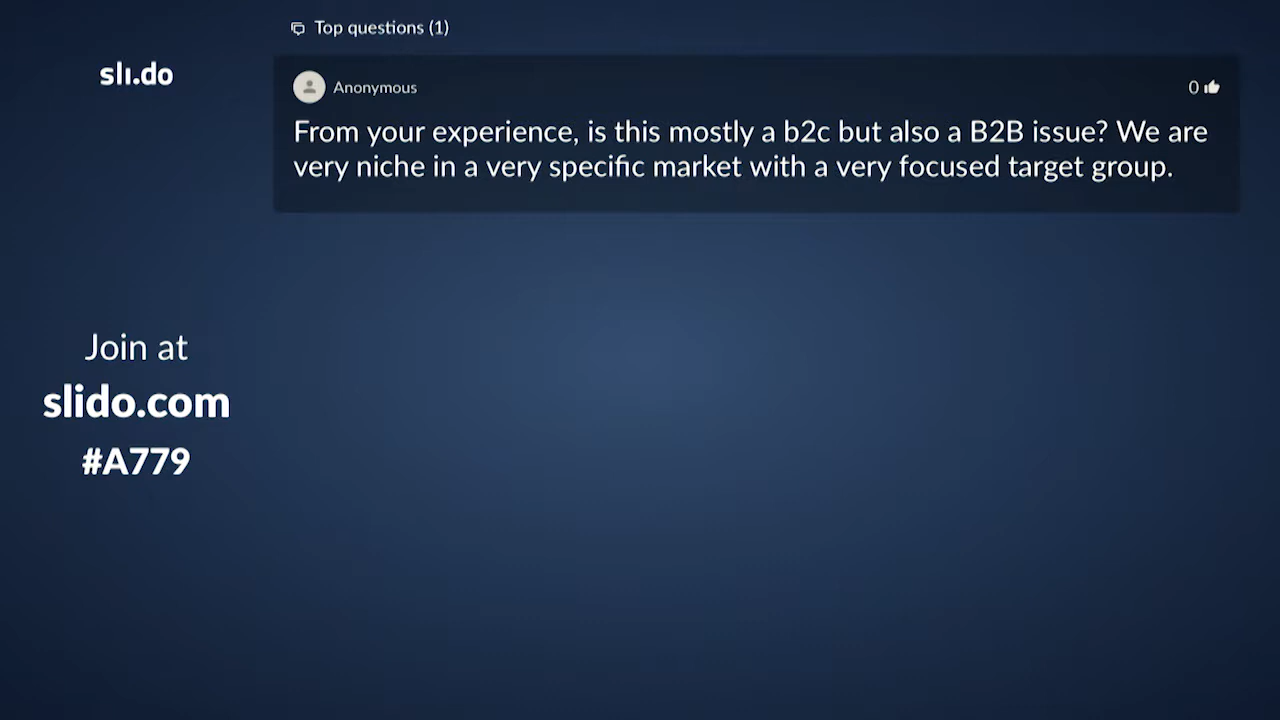 Top questions (1)
sli.do
Anonymous
0
From your experience, is this mostly a b2c but also a B2B issue? We are
very niche in a very specific market with a very focused target group.
Join at
slido.com
#A779